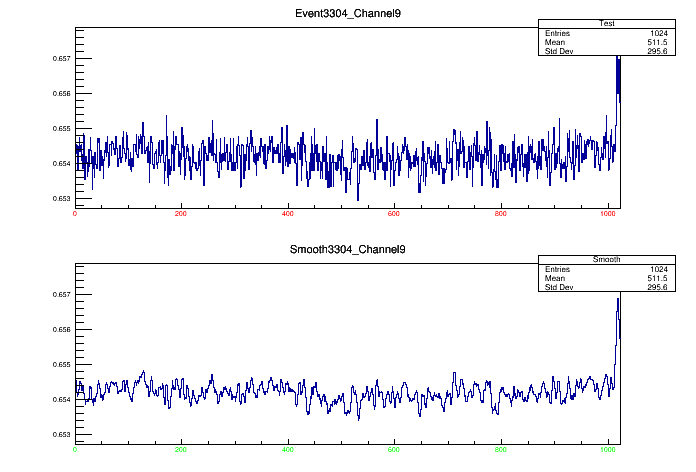 Event3304_Channel9
Test
Entries 1024
Mean 511.5
Std Dev 295.6
0.657
0.656
0.655
0.654
0.653
0 200 400 600 800 1000
Smooth3304_Channel9
Smooth
Entries 1024
Mean 511.5
Std Dev 295.6
0.657
0.656
0.655
0.654
0.653
0 200 400 600 800 1000